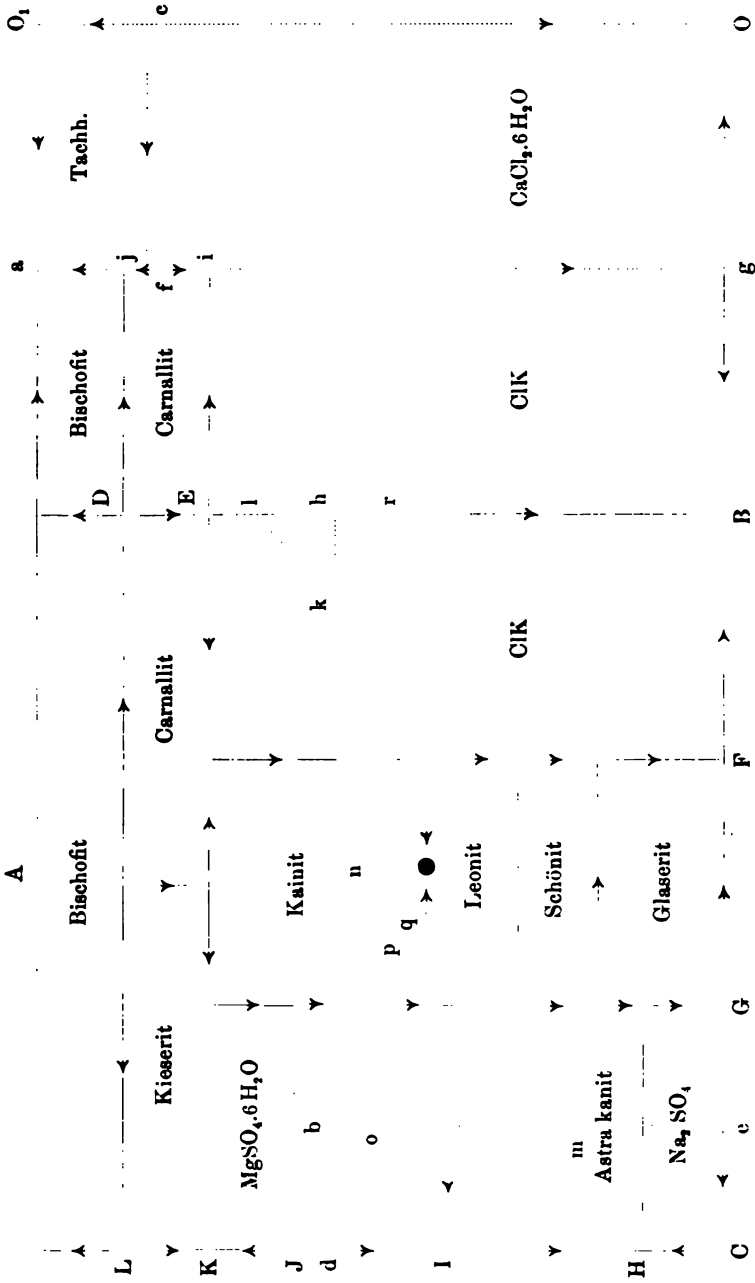 A a O₁
Bischofit Bischofit Tachh.
D
L j
c
Kieserit Carnallit Carnallit f
E
K i
MgSO₄.6H₂O l
J Kainit
b k h
d
n
o p r
q
I
Leonit
ClK ClK CaCl₂.6H₂O
Schönit
m
Astra kanit
H
Glaserit
Na₂SO₄
C e G F B g O